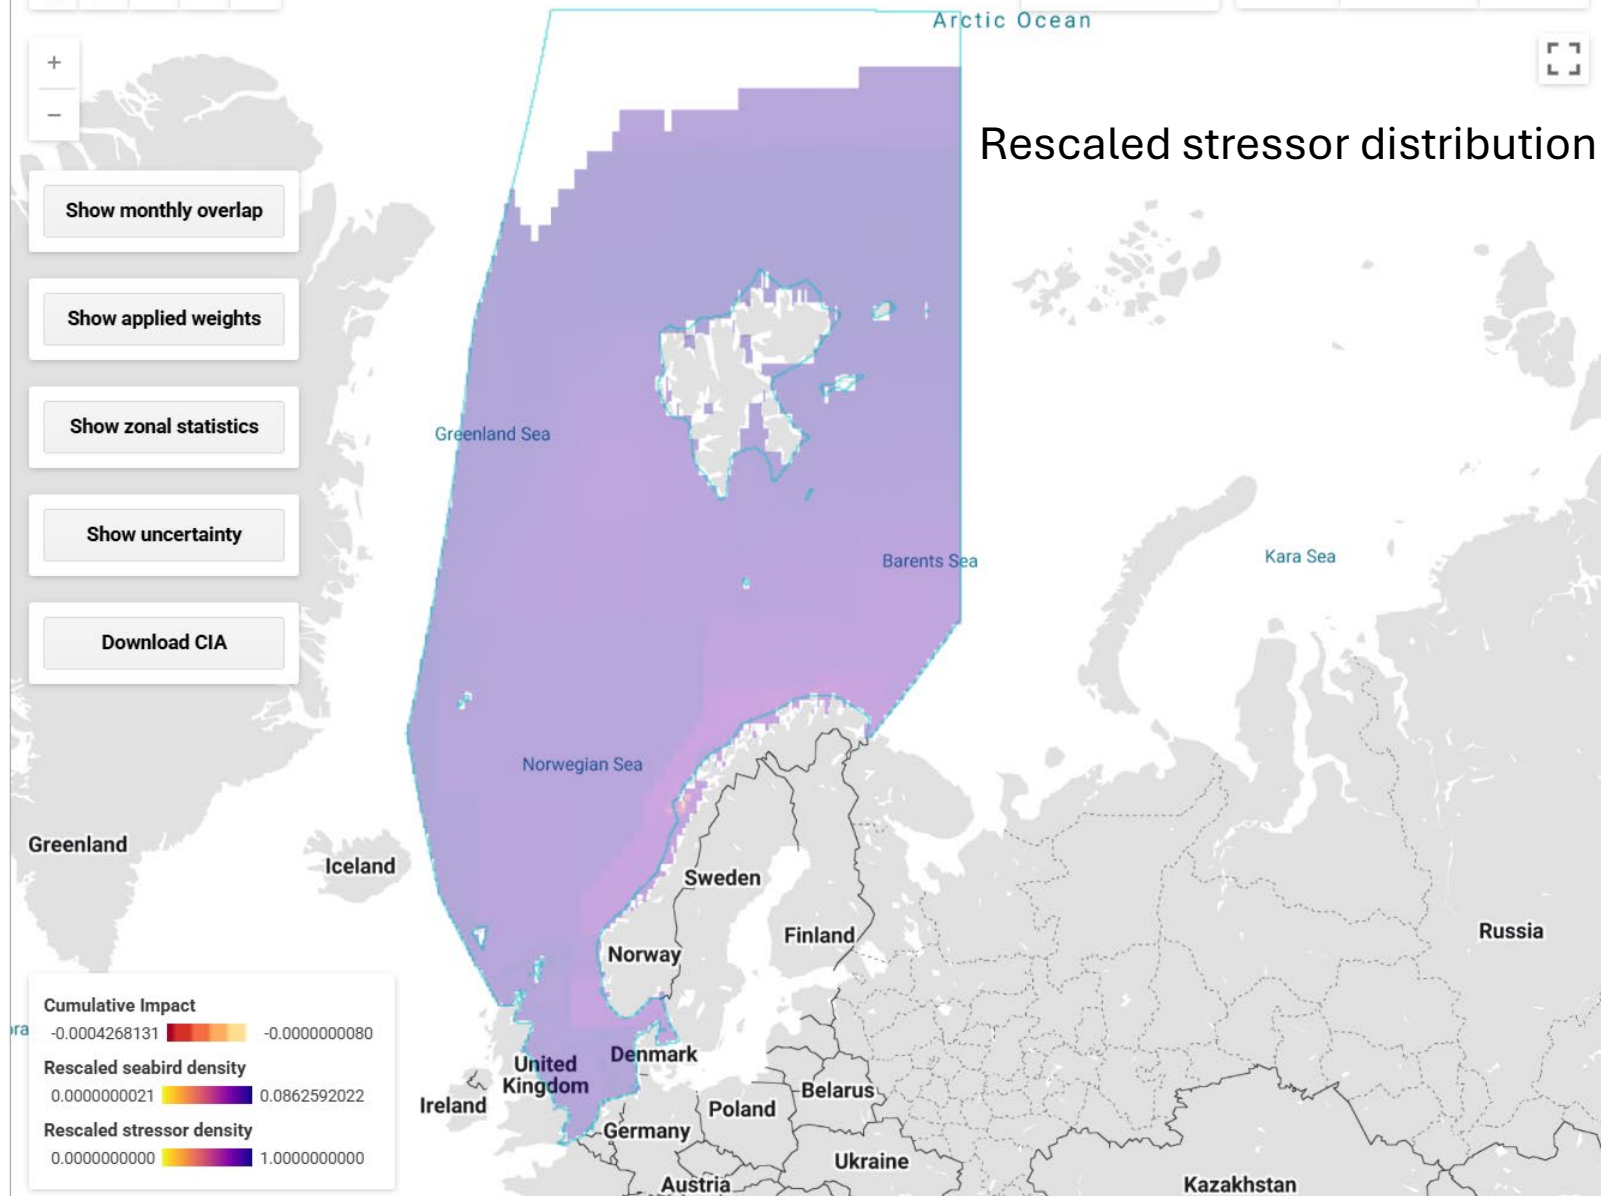 Arctic Ocean
+
−
Rescaled stressor distribution
Show monthly overlap
Show applied weights
Show zonal statistics
Greenland Sea
Show uncertainty
Barents Sea
Kara Sea
Download CIA
Norwegian Sea
Greenland
Iceland
Sweden
Finland
Russia
Norway
Cumulative Impact
-0.0004268131 -0.0000000080
Rescaled seabird density
0.0000000021 0.0862592022
Rescaled stressor density
0.0000000000 1.0000000000
United
Kingdom
Denmark
Ireland
Belarus
Poland
Germany
Ukraine
Austria
Kazakhstan